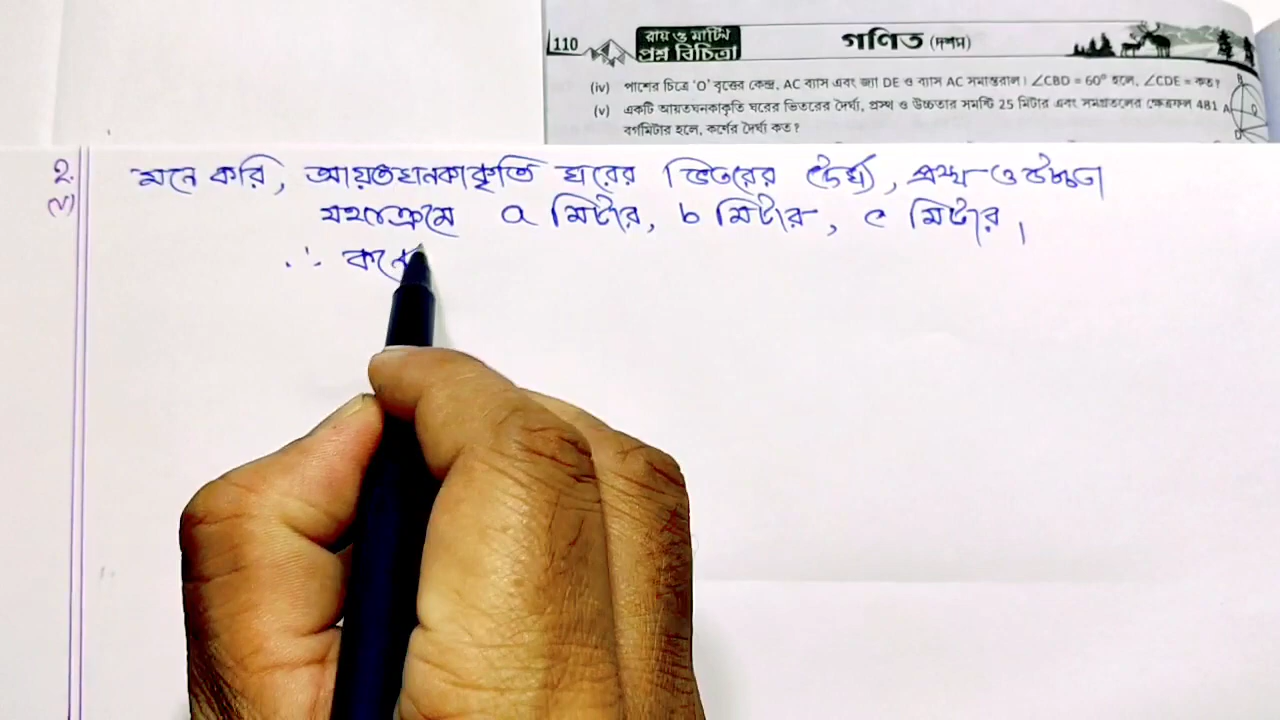 110 রায় ও মার্টিন প্রশ্ন বিচিত্রা গণিত (দশম)
(iv) পাশের চিত্রে 'O' বৃত্তের কেন্দ্র, AC ব্যাস এবং জ্যা DE ও ব্যাস AC সমান্তরাল। ∠CBD = 60° হলে, ∠CDE = কত?
(v) একটি আয়তঘনকাকৃতি ঘরের ভিতরের দৈর্ঘ্য, প্রস্থ ও উচ্চতার সমষ্টি 25 মিটার এবং সমগ্রতলের ক্ষেত্রফল 481
বর্গমিটার হলে, কর্ণের দৈর্ঘ্য কত?
২. মনে করি, আয়তঘনকাকৃতি ঘরের ভিতরের দৈর্ঘ্য, প্রস্থ ও উচ্চতা
(v) যথাক্রমে a মিটার, b মিটার, c মিটার।
∴